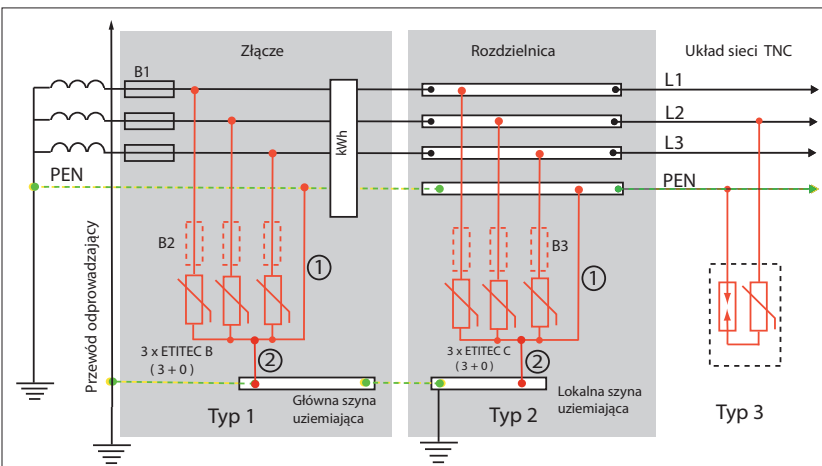 Złącze
Rozdzielnica
Układ sieci TNC
B1
L1
L2
L3
kWh
PEN
PEN
Przewód odprowadzający
B2
1
B3
1
3 x ETITEC B
( 3 + 0 )
2
3 x ETITEC C
( 3 + 0 )
2
Główna szyna
uziemiająca
Lokalna szyna
uziemiająca
Typ 1
Typ 2
Typ 3